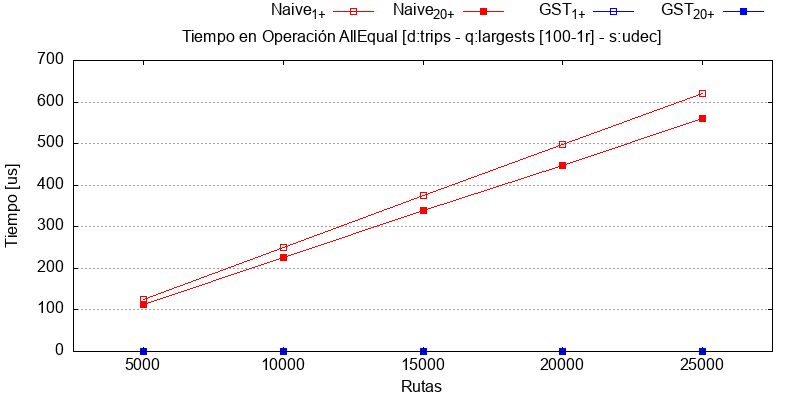 Naive1+ Naive20+ GST1+ GST20+
Tiempo en Operación AllEqual [d:trips - q:largests [100-1r] - s:udec]
700
600
500
400
300
200
100
0
Tiempo [us]
5000 10000 15000 20000 25000
Rutas